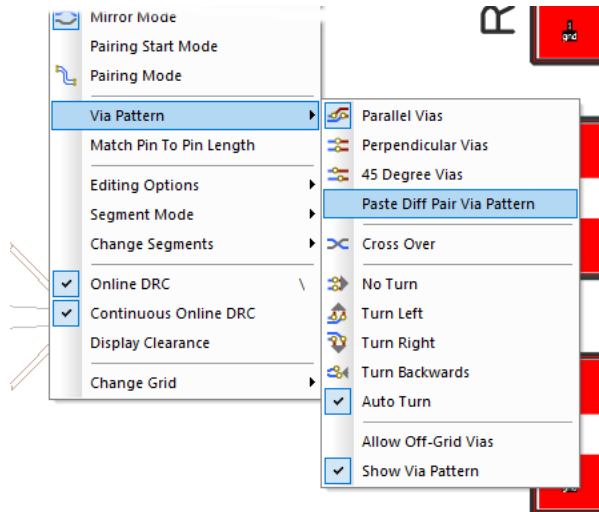 Mirror Mode
Pairing Start Mode
Pairing Mode
Via Pattern
Match Pin To Pin Length
Editing Options
Segment Mode
Change Segments
Online DRC \
Continuous Online DRC
Display Clearance
Change Grid
Parallel Vias
Perpendicular Vias
45 Degree Vias
Paste Diff Pair Via Pattern
Cross Over
No Turn
Turn Left
Turn Right
Turn Backwards
Auto Turn
Allow Off-Grid Vias
Show Via Pattern
R
1
gnd